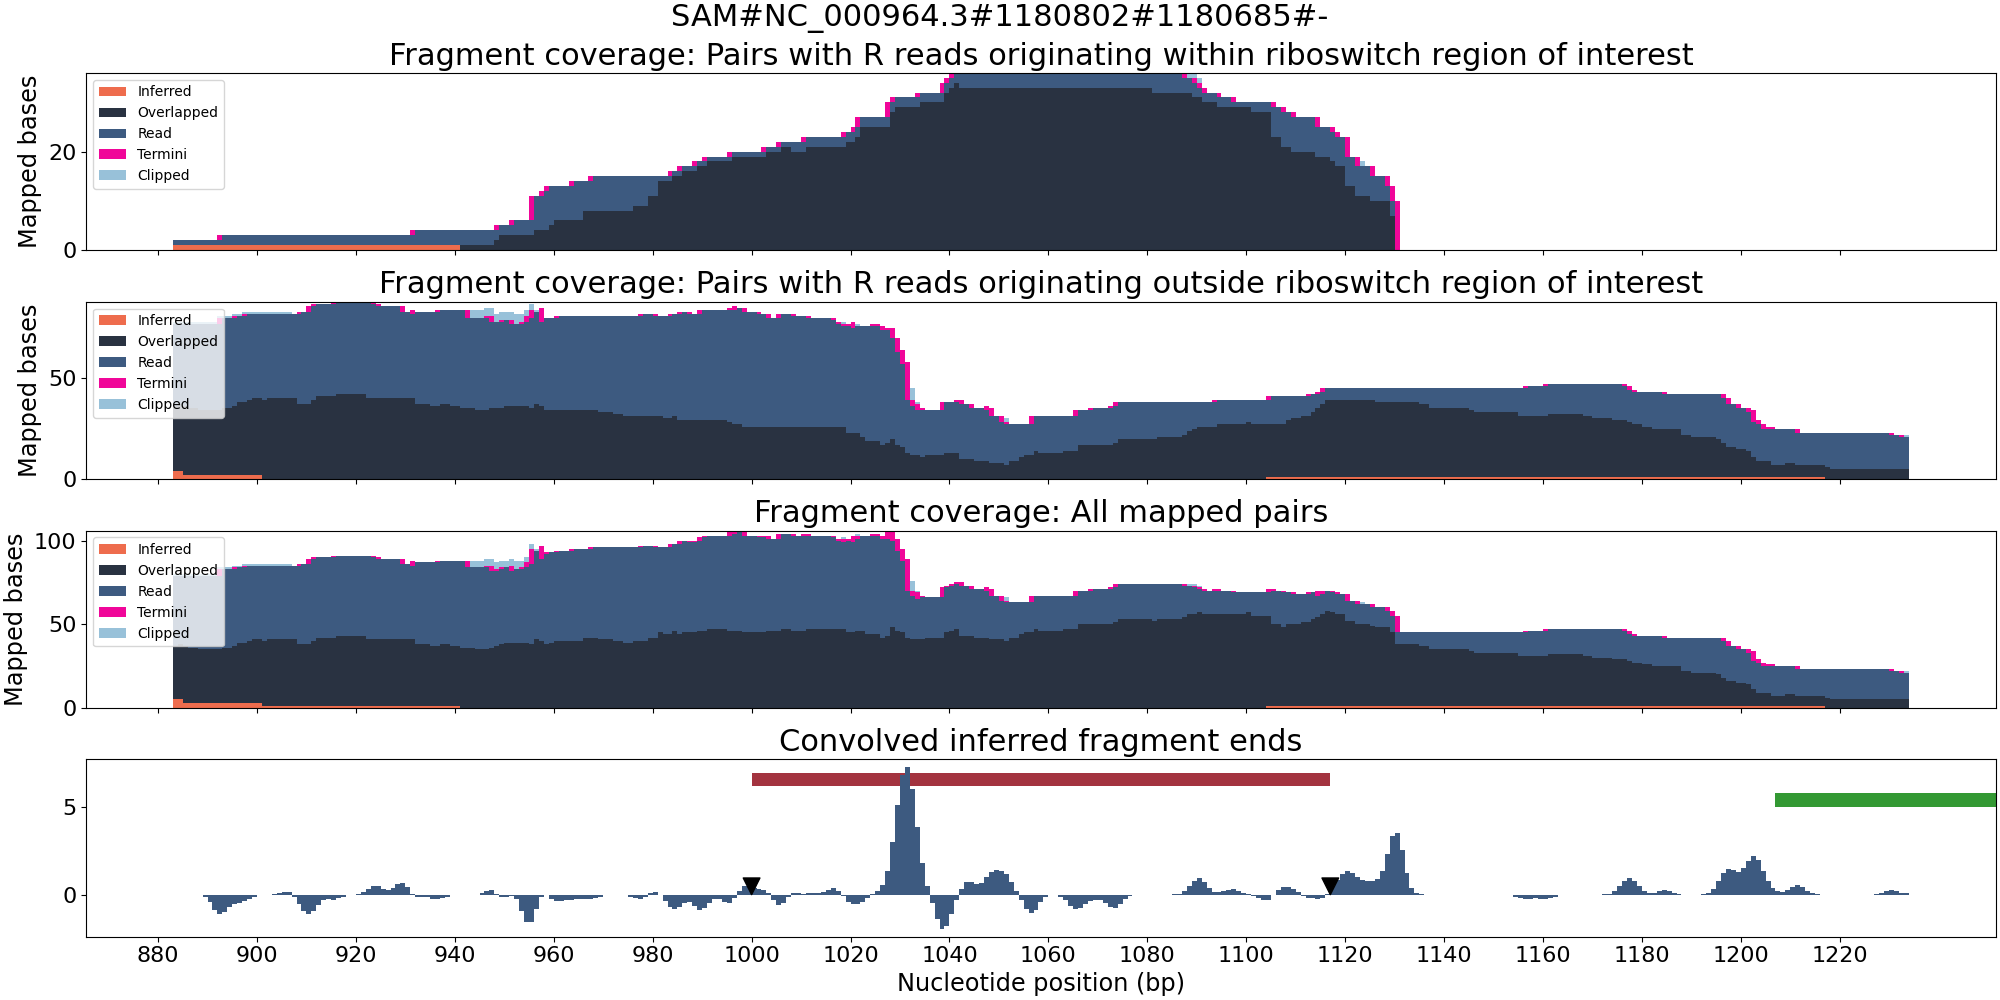 SAM#NC_000964.3#1180802#1180685#-
Fragment coverage: Pairs with R reads originating within riboswitch region of interest
Mapped bases
20
0
Inferred
Overlapped
Read
Termini
Clipped
Fragment coverage: Pairs with R reads originating outside riboswitch region of interest
Mapped bases
50
0
Inferred
Overlapped
Read
Termini
Clipped
Fragment coverage: All mapped pairs
Mapped bases
100
50
0
Inferred
Overlapped
Read
Termini
Clipped
Convolved inferred fragment ends
5
0
880 900 920 940 960 980 1000 1020 1040 1060 1080 1100 1120 1140 1160 1180 1200 1220
Nucleotide position (bp)